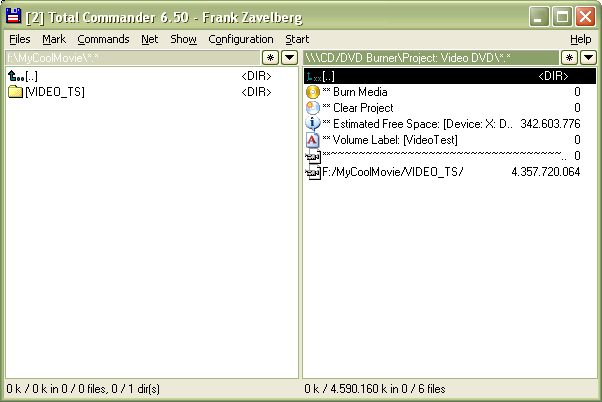 [2] Total Commander 6.50 - Frank Zavelberg
Files Mark Commands Net Show Configuration Start Help
f:\MyCoolMovie\*.*
[..] <DIR>
[VIDEO_TS] <DIR>
0 k / 0 k in 0 / 0 files, 0 / 1 dir(s)
\\\CD/DVD Burner\Project: Video DVD\*.*
[..] <DIR>
** Burn Media 0
** Clear Project 0
** Estimated Free Space: [Device: X: D.. 342.603.776
** Volume Label: [VideoTest] 0
**~~~~~~~~~~~~~~~~~~~~~~~~~~~~~~~~~~~~.. 0
F:/MyCoolMovie/VIDEO_TS/ 4.357.720.064
0 k / 4.590.160 k in 0 / 6 files